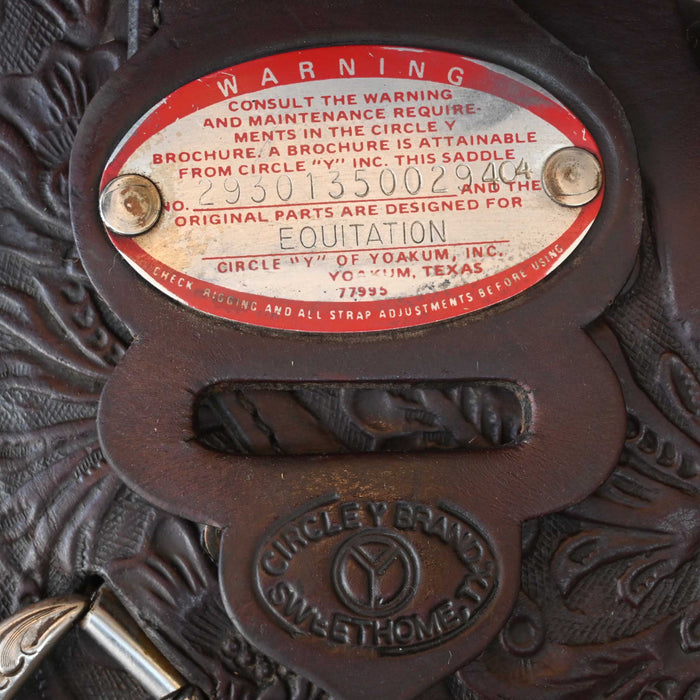 WARNING
CONSULT THE WARNING
AND MAINTENANCE REQUIRE-
MENTS IN THE CIRCLE Y
BROCHURE. A BROCHURE IS ATTAINABLE
FROM CIRCLE "Y" INC. THIS SADDLE
NO. 29301350029404 AND THE
ORIGINAL PARTS ARE DESIGNED FOR
EQUITATION
CIRCLE "Y" OF YOAKUM, INC.
YOAKUM, TEXAS
77995
CHECK RIGGING AND ALL STRAP ADJUSTMENTS BEFORE USING
CIRCLE Y BRAND
Y
SWEETHOME, TX